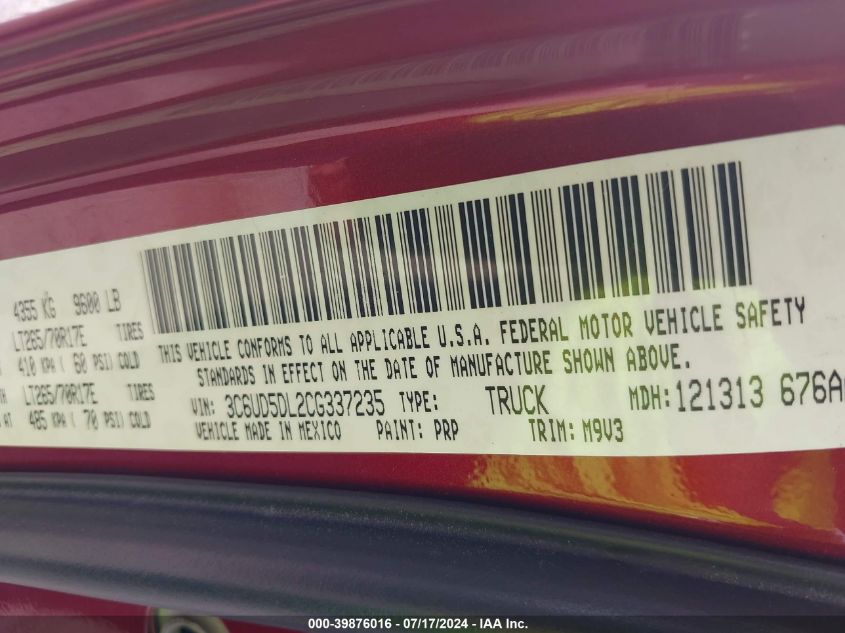 4355 KG 9600 LB
LT265/70R17E TIRES
410 KPA ( 60 PSI) COLD
LT265/70R17E TIRES
AT 485 KPA ( 70 PSI) COLD
THIS VEHICLE CONFORMS TO ALL APPLICABLE U.S.A. FEDERAL MOTOR VEHICLE SAFETY
STANDARDS IN EFFECT ON THE DATE OF MANUFACTURE SHOWN ABOVE.
VIN: 3C6UD5DL2CG337235 TYPE: TRUCK MDH: 121313 676A
VEHICLE MADE IN MEXICO PAINT: PRP TRIM: M9V3
000-39876016 / 07/17/2024 - IAA Inc.